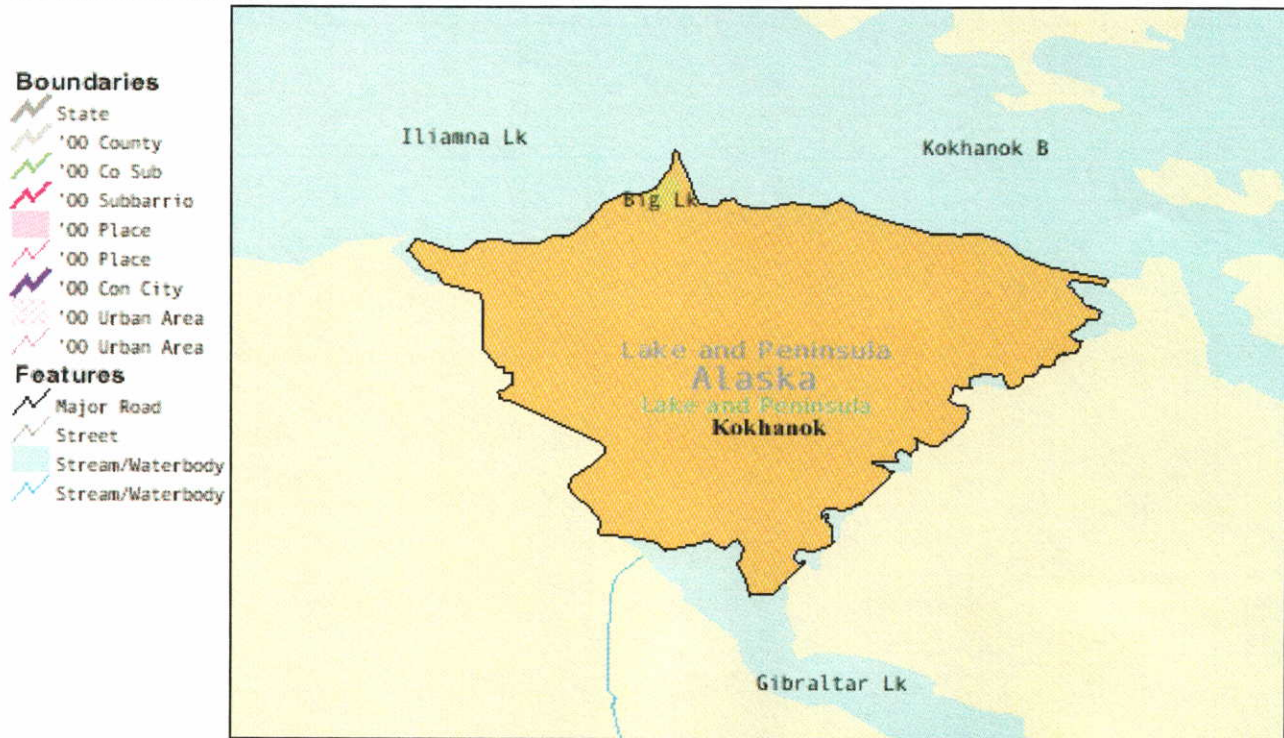 Boundaries
State
'00 County
'00 Co Sub
'00 Subbarrio
'00 Place
'00 Place
'00 Con City
'00 Urban Area
'00 Urban Area
Features
Major Road
Street
Stream/Waterbody
Stream/Waterbody
Iliamna Lk
Kokhanok B
Big Lk
Lake and Peninsula
Alaska
Lake and Peninsula
Kokhanok
Gibraltar Lk